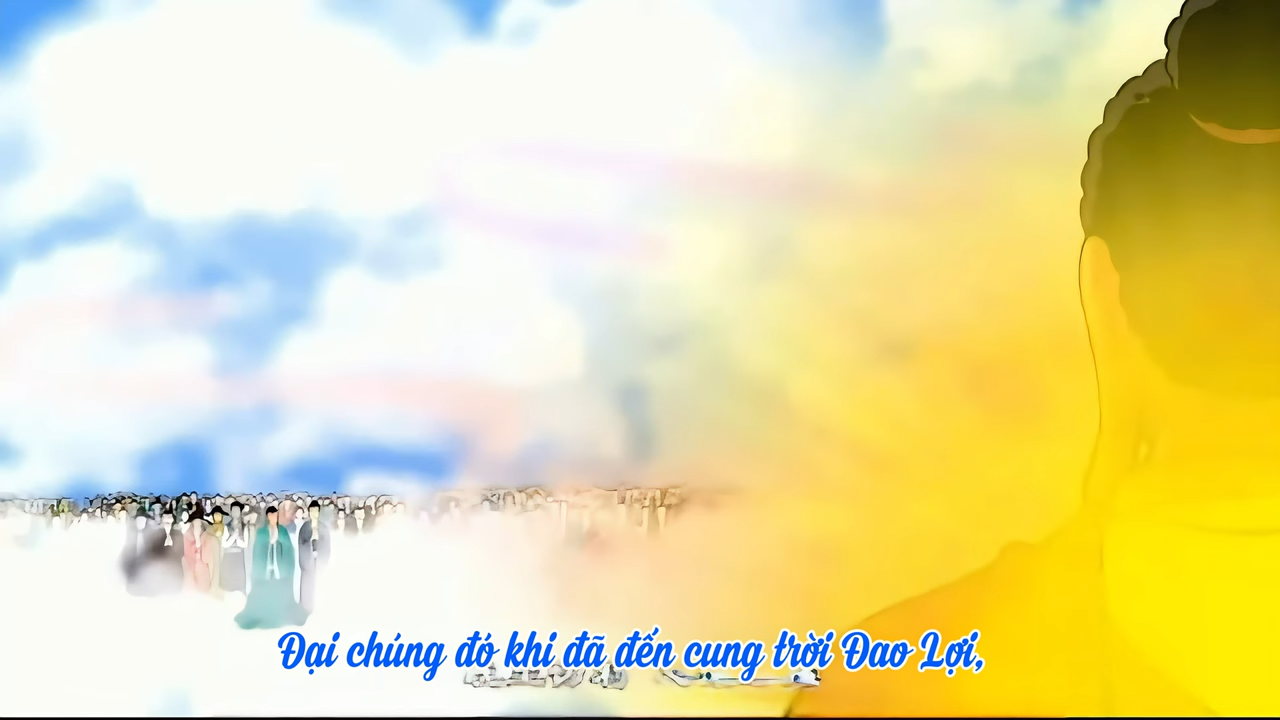 Đại chúng đó khi đã đến cung trời Đao Lợi,